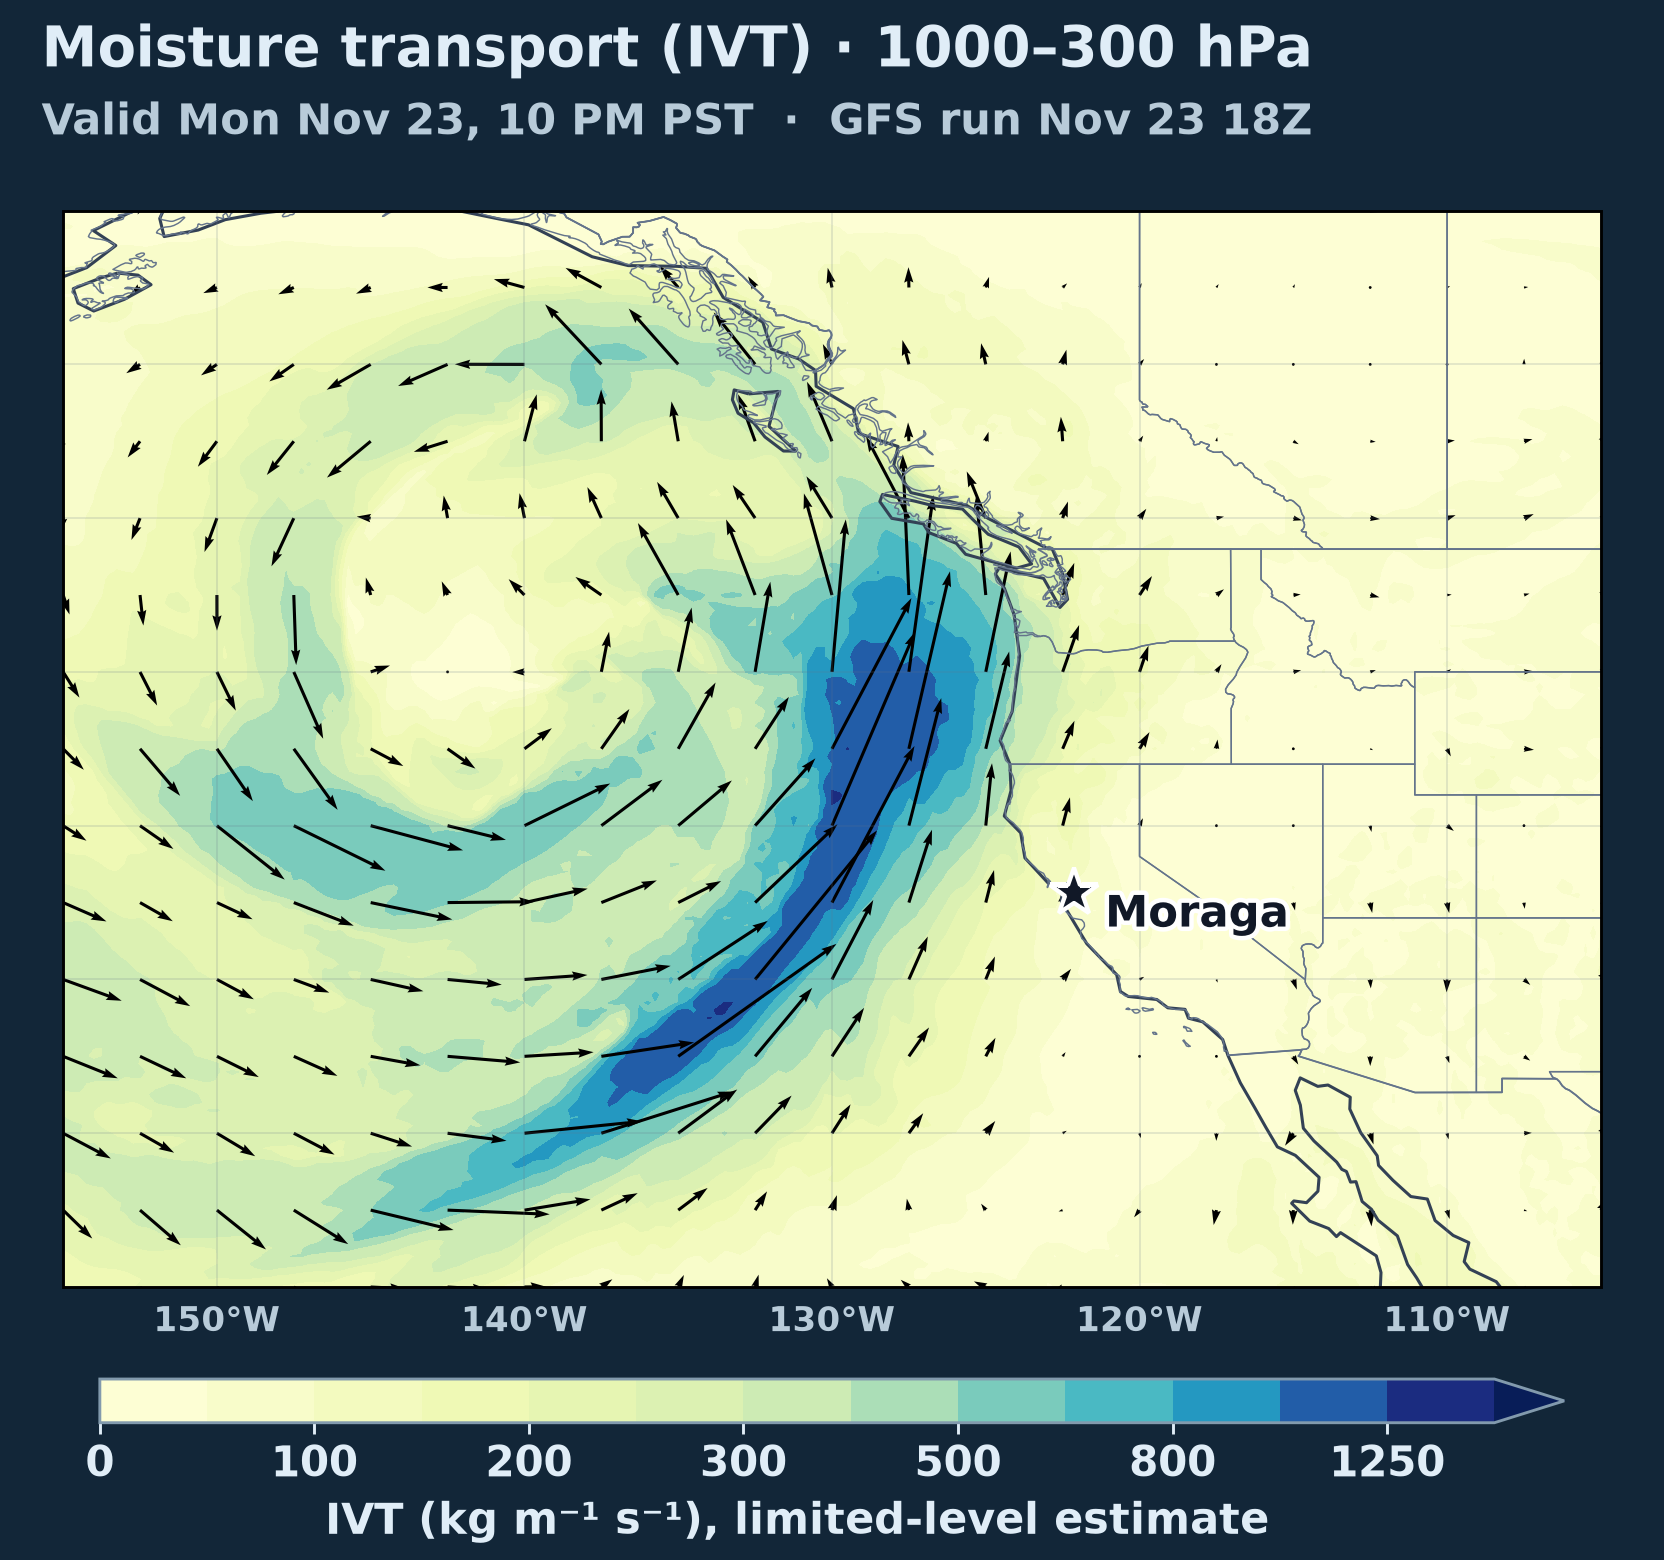 Moisture transport (IVT) · 1000–300 hPa
Valid Mon Nov 23, 10 PM PST · GFS run Nov 23 18Z
Moraga
150°W 140°W 130°W 120°W 110°W
0 100 200 300 500 800 1250
IVT (kg m⁻¹ s⁻¹), limited-level estimate